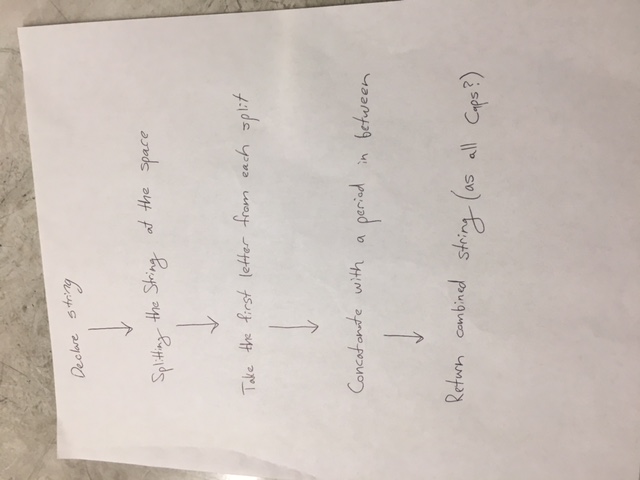 Declare string
Splitting the String at the space
Take the first letter from each split
Concatonate with a period in between
Return combined string (as all Caps?)